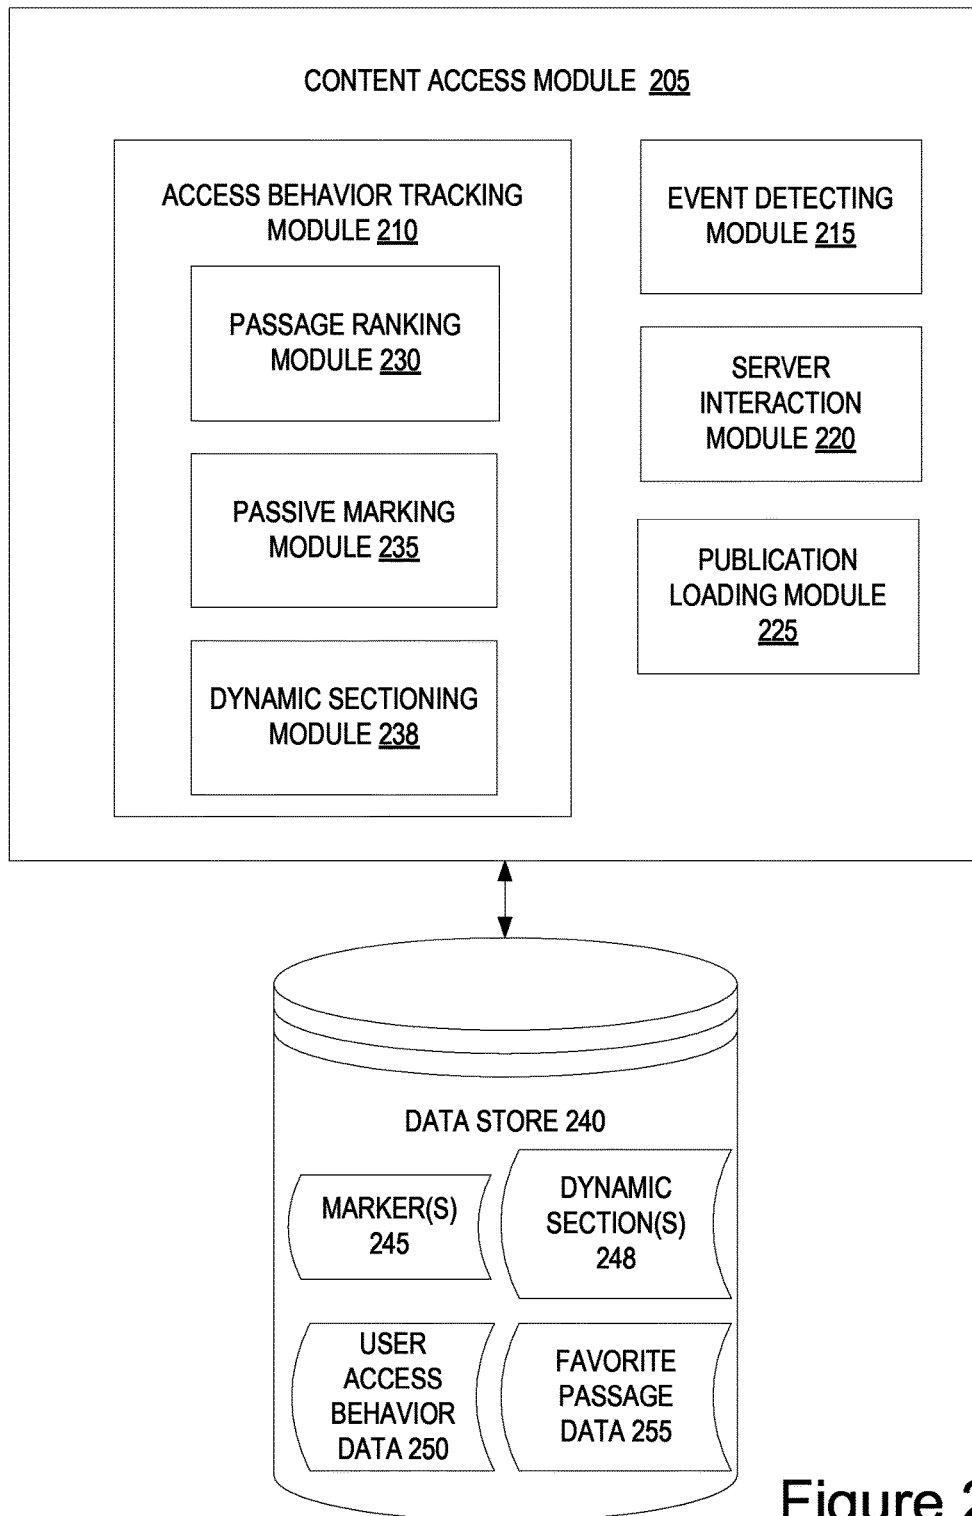 CONTENT ACCESS MODULE 205
ACCESS BEHAVIOR TRACKING
MODULE 210
PASSAGE RANKING
MODULE 230
PASSIVE MARKING
MODULE 235
DYNAMIC SECTIONING
MODULE 238
EVENT DETECTING
MODULE 215
SERVER
INTERACTION
MODULE 220
PUBLICATION
LOADING MODULE
225
DATA STORE 240
MARKER(S)
245
DYNAMIC
SECTION(S)
248
USER
ACCESS
BEHAVIOR
DATA 250
FAVORITE
PASSAGE
DATA 255
Figure 2